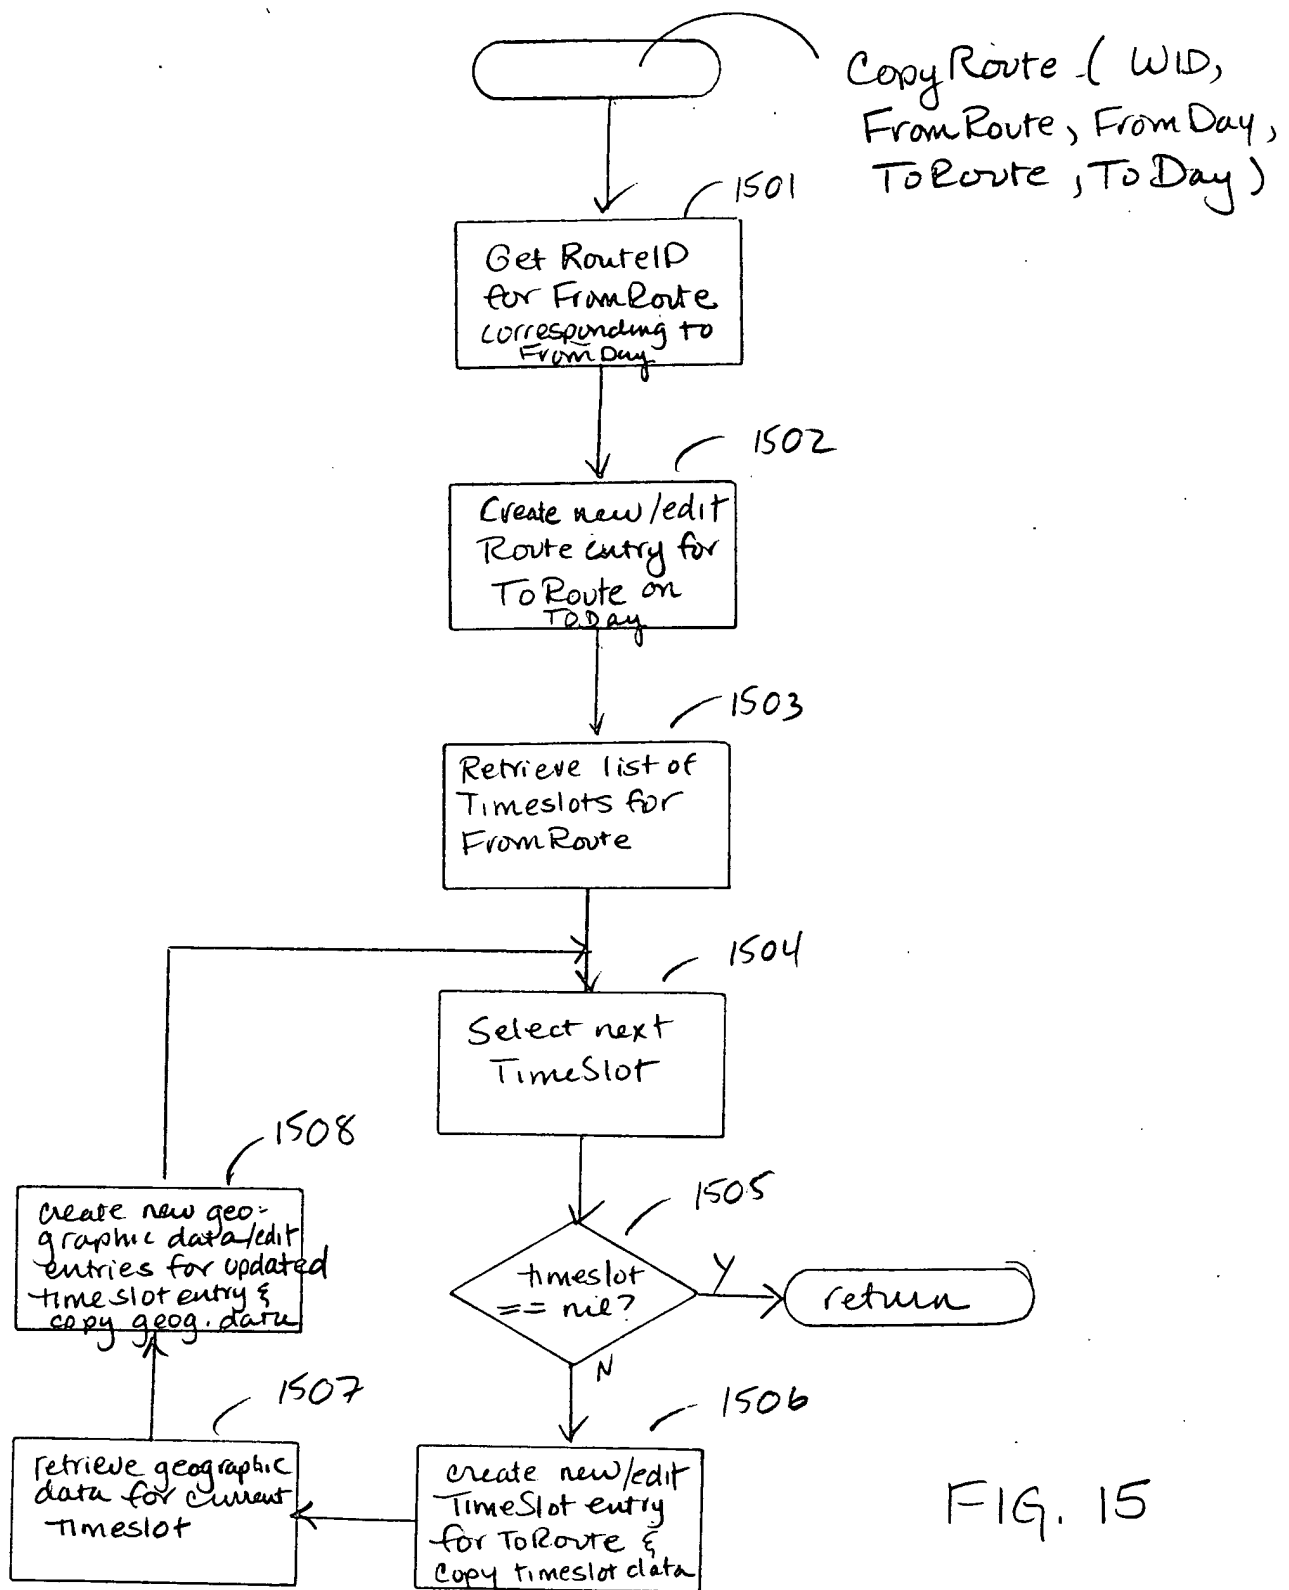 CopyRoute ( WID,
FromRoute, FromDay,
ToRoute, ToDay)
1501
Get RouteID
for FromRoute
corresponding to
FromDay
1502
Create new/edit
Route entry for
ToRoute on
ToDay
1503
Retrieve list of
Timeslots for
FromRoute
1504
Select next
TimeSlot
1505
timeslot
== nil?
Y
return
N
1506
create new/edit
TimeSlot entry
for ToRoute &
copy timeslot data
1507
retrieve geographic
data for current
timeslot
1508
create new geo-
graphic data/edit
entries for updated
timeslot entry &
copy geog. data
FIG. 15